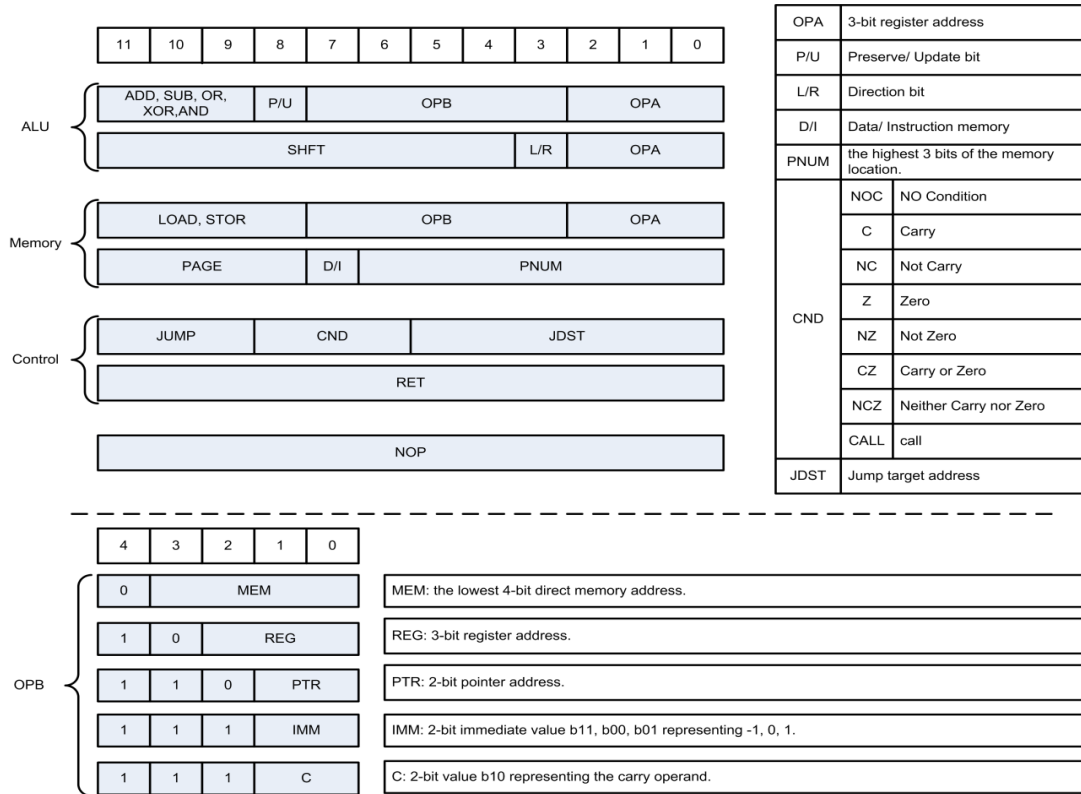 11 10 9 8 7 6 5 4 3 2 1 0
ALU
ADD, SUB, OR,
XOR,AND
P/U
OPB
OPA
SHFT
L/R
OPA
Memory
LOAD, STOR
OPB
OPA
PAGE
D/I
PNUM
Control
JUMP
CND
JDST
RET
NOP
OPA
3-bit register address
P/U
Preserve/ Update bit
L/R
Direction bit
D/I
Data/ Instruction memory
PNUM
the highest 3 bits of the memory
location.
CND
NOC
NO Condition
C
Carry
NC
Not Carry
Z
Zero
NZ
Not Zero
CZ
Carry or Zero
NCZ
Neither Carry nor Zero
CALL
call
JDST
Jump target address
4 3 2 1 0
OPB
0
MEM
MEM: the lowest 4-bit direct memory address.
1 0
REG
REG: 3-bit register address.
1 1 0
PTR
PTR: 2-bit pointer address.
1 1 1
IMM
IMM: 2-bit immediate value b11, b00, b01 representing -1, 0, 1.
1 1 1
C
C: 2-bit value b10 representing the carry operand.